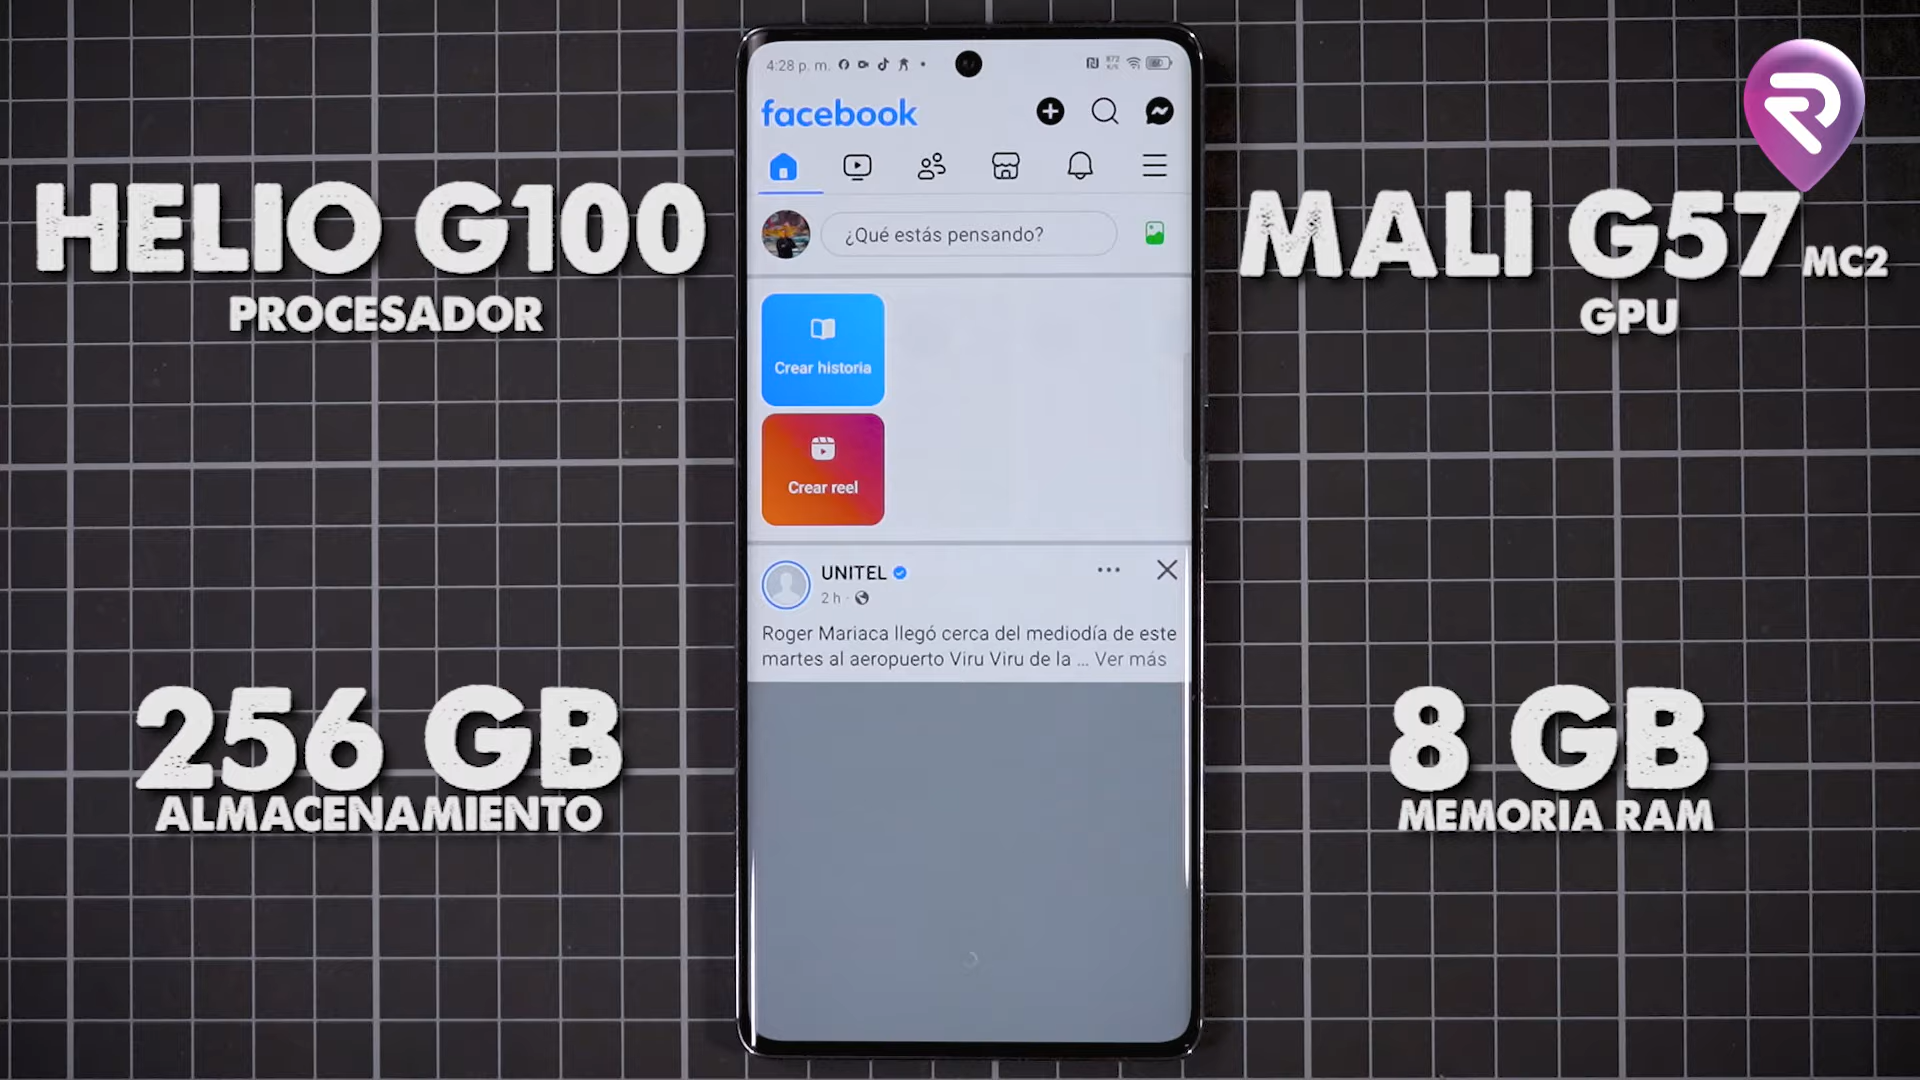 4:28 p. m.
872
K/s
facebook
HELIO G100
PROCESADOR
MALI G57 MC2
GPU
¿Qué estás pensando?
Crear historia
Crear reel
UNITEL
2 h ·
Roger Mariaca llegó cerca del mediodía de este
martes al aeropuerto Viru Viru de la ... Ver más
256 GB
ALMACENAMIENTO
8 GB
MEMORIA RAM